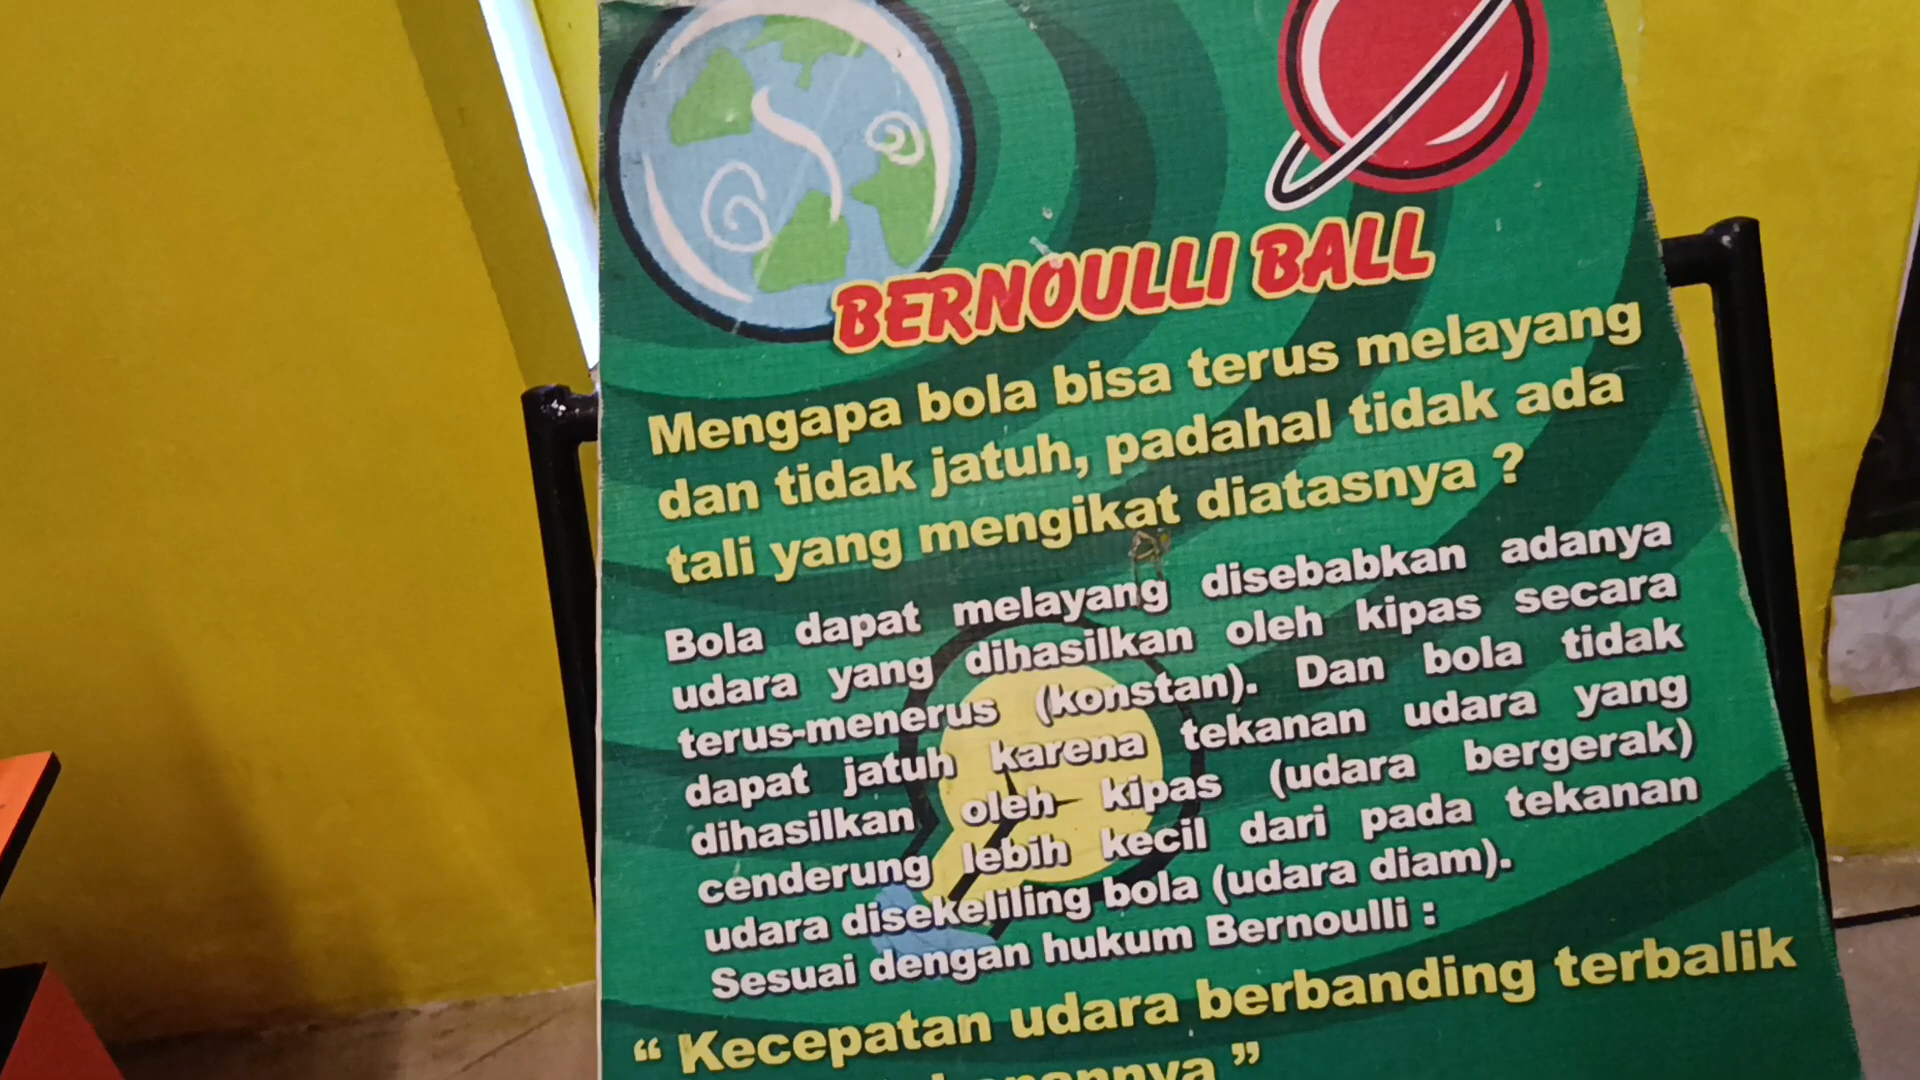 BERNOULLI BALL
Mengapa bola bisa terus melayang
dan tidak jatuh, padahal tidak ada
tali yang mengikat diatasnya ?
Bola dapat melayang disebabkan adanya
udara yang dihasilkan oleh kipas secara
terus-menerus (konstan). Dan bola tidak
dapat jatuh karena tekanan udara yang
dihasilkan oleh kipas (udara bergerak)
cenderung lebih kecil dari pada tekanan
udara disekeliling bola (udara diam).
Sesuai dengan hukum Bernoulli :
“ Kecepatan udara berbanding terbalik
”